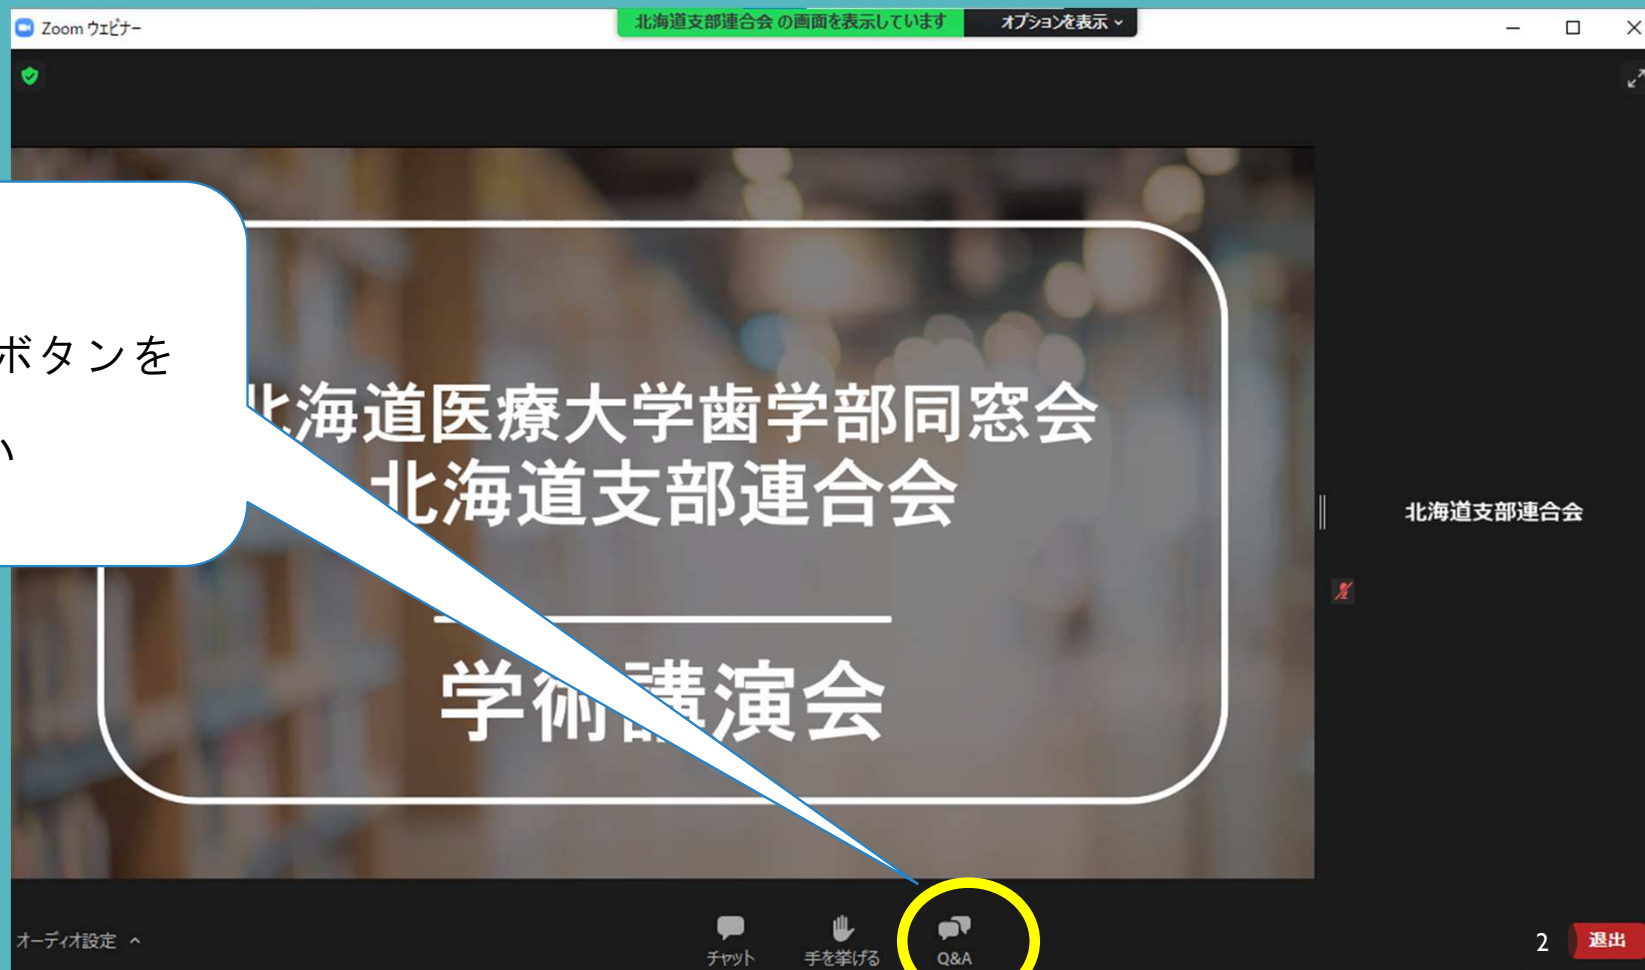 Zoom ウェビナー
北海道支部連合会 の画面を表示しています
オプションを表示
ボタンを
い
北海道医療大学歯学部同窓会
北海道支部連合会
学術講演会
北海道支部連合会
オーディオ設定
チャット
手を挙げる
Q&A
2
退出